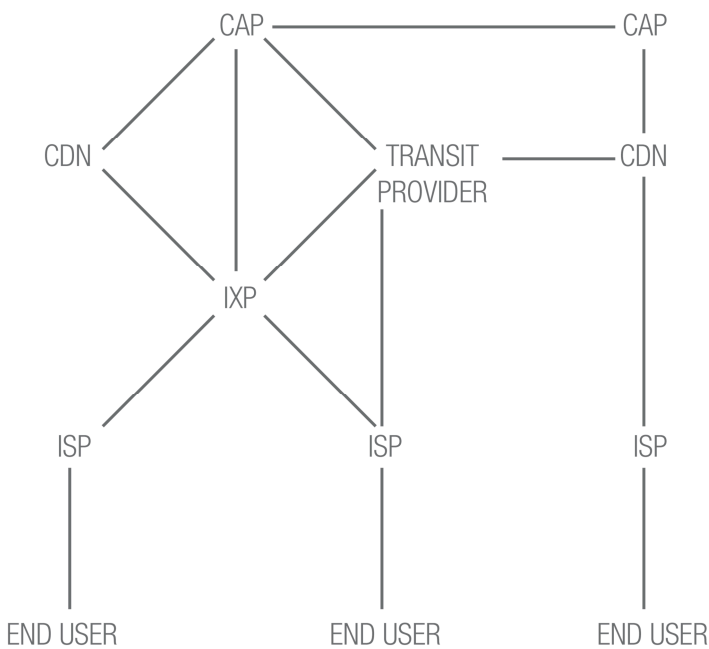 CAP
CAP
CDN
TRANSIT
PROVIDER
CDN
IXP
ISP
ISP
ISP
END USER
END USER
END USER